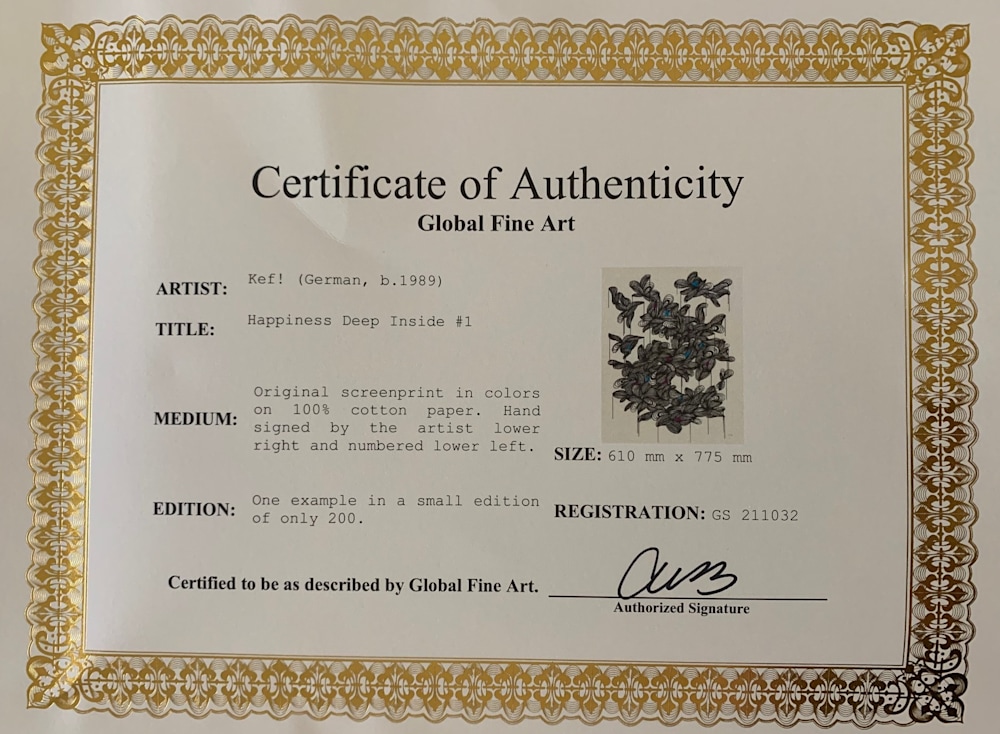 Certificate of Authenticity
Global Fine Art
ARTIST: Kef! (German, b.1989)
TITLE: Happiness Deep Inside #1
MEDIUM: Original screenprint in colors
on 100% cotton paper. Hand
signed by the artist lower
right and numbered lower left.
SIZE: 610 mm x 775 mm
EDITION: One example in a small edition
of only 200.
REGISTRATION: GS 211032
Certified to be as described by Global Fine Art.
Authorized Signature